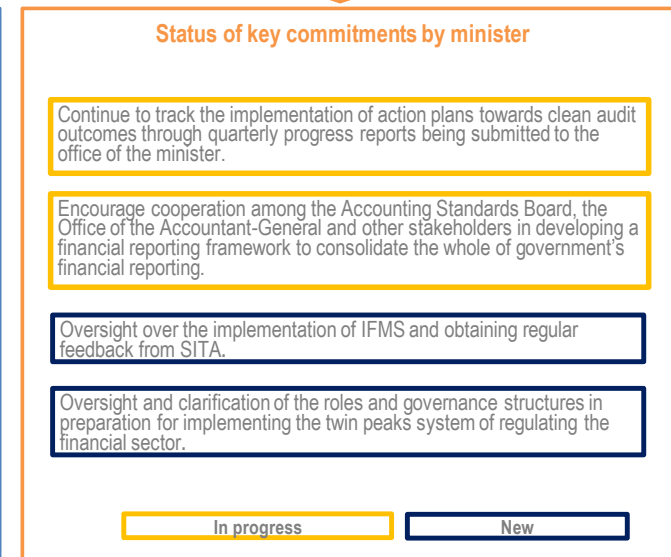 Status of key commitments by minister
Continue to track the implementation of action plans towards clean audit
outcomes through quarterly progress reports being submitted to the
office of the minister.
Encourage cooperation among the Accounting Standards Board, the
Office of the Accountant-General and other stakeholders in developing a
financial reporting framework to consolidate the whole of government's
financial reporting.
Oversight over the implementation of IFMS and obtaining regular
feedback from SITA.
Oversight and clarification of the roles and governance structures in
preparation for implementing the twin peaks system of regulating the
financial sector.
In progress
New